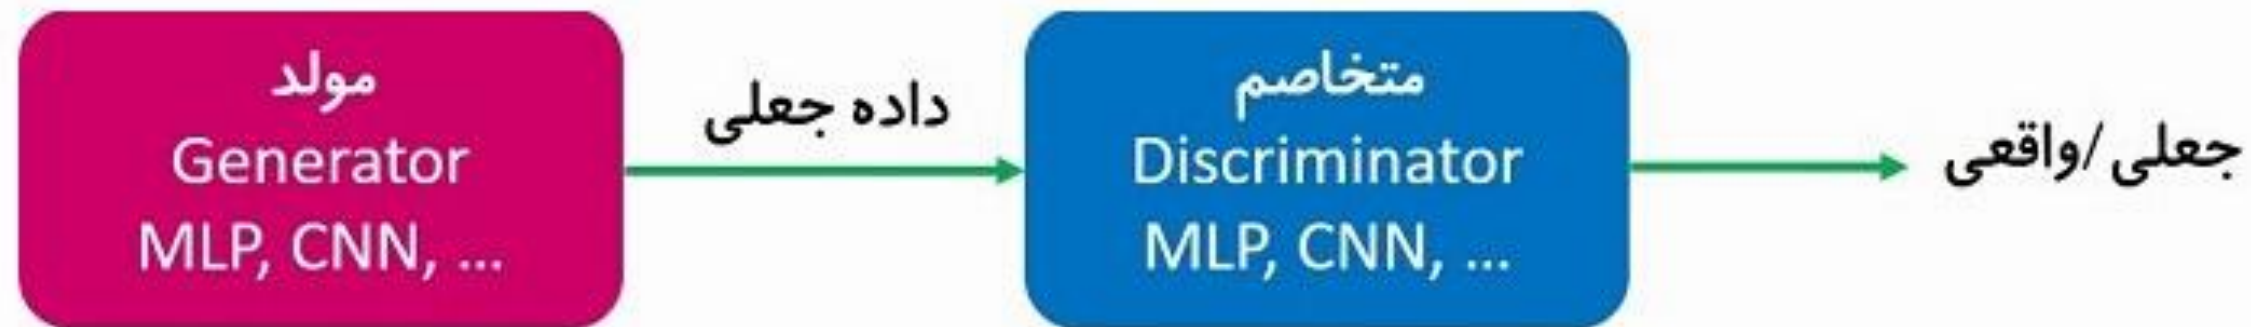 مولد
Generator
MLP, CNN, ...
داده جعلی
متخاصم
Discriminator
MLP, CNN, ...
جعلی/واقعی